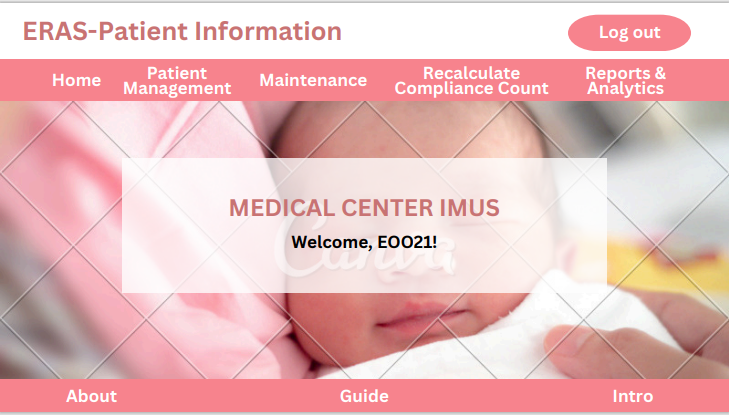 ERAS-Patient Information
Log out
Home
Patient
Management
Maintenance
Recalculate
Compliance Count
Reports &
Analytics
MEDICAL CENTER IMUS
Welcome, EOO21!
Canva
About
Guide
Intro